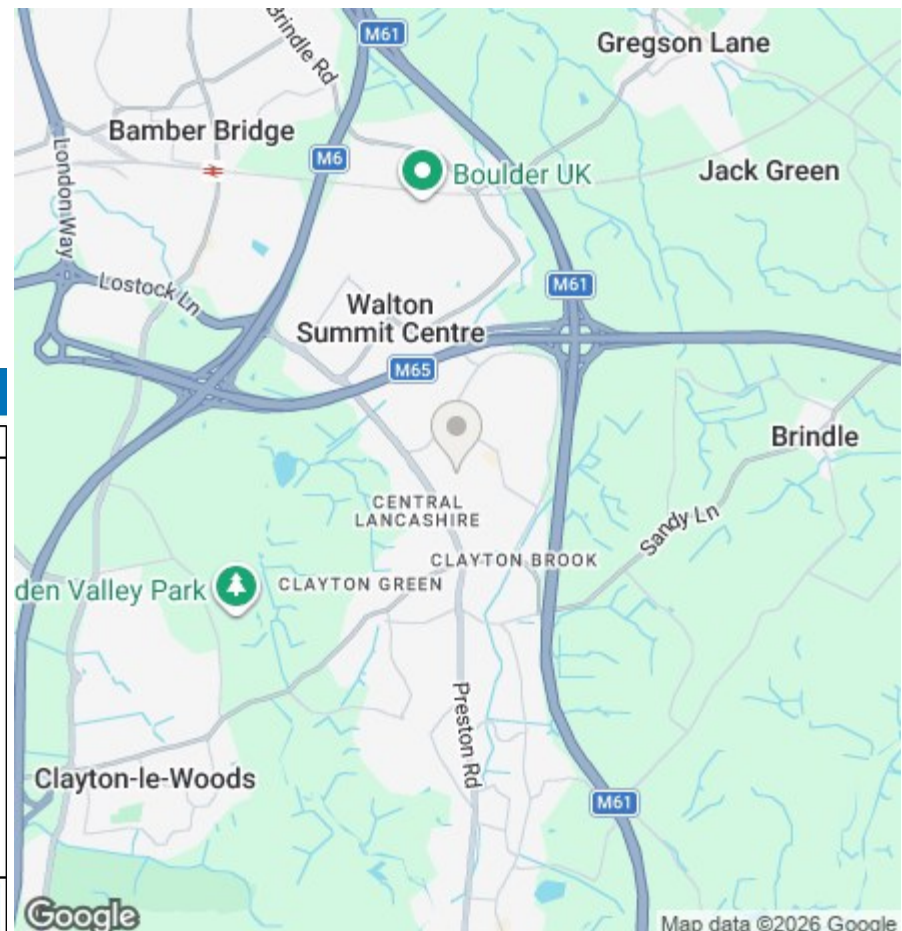 M61
Brindle Rd
Gregson Lane
Bamber Bridge
M6
Boulder UK
Jack Green
London Way
Lostock Ln
M61
Walton
Summit Centre
M65
Brindle
CENTRAL
LANCASHIRE
Sandy Ln
CLAYTON BROOK
den Valley Park
CLAYTON GREEN
Preston Rd
Clayton-le-Woods
M61
Google
Map data ©2026 Google